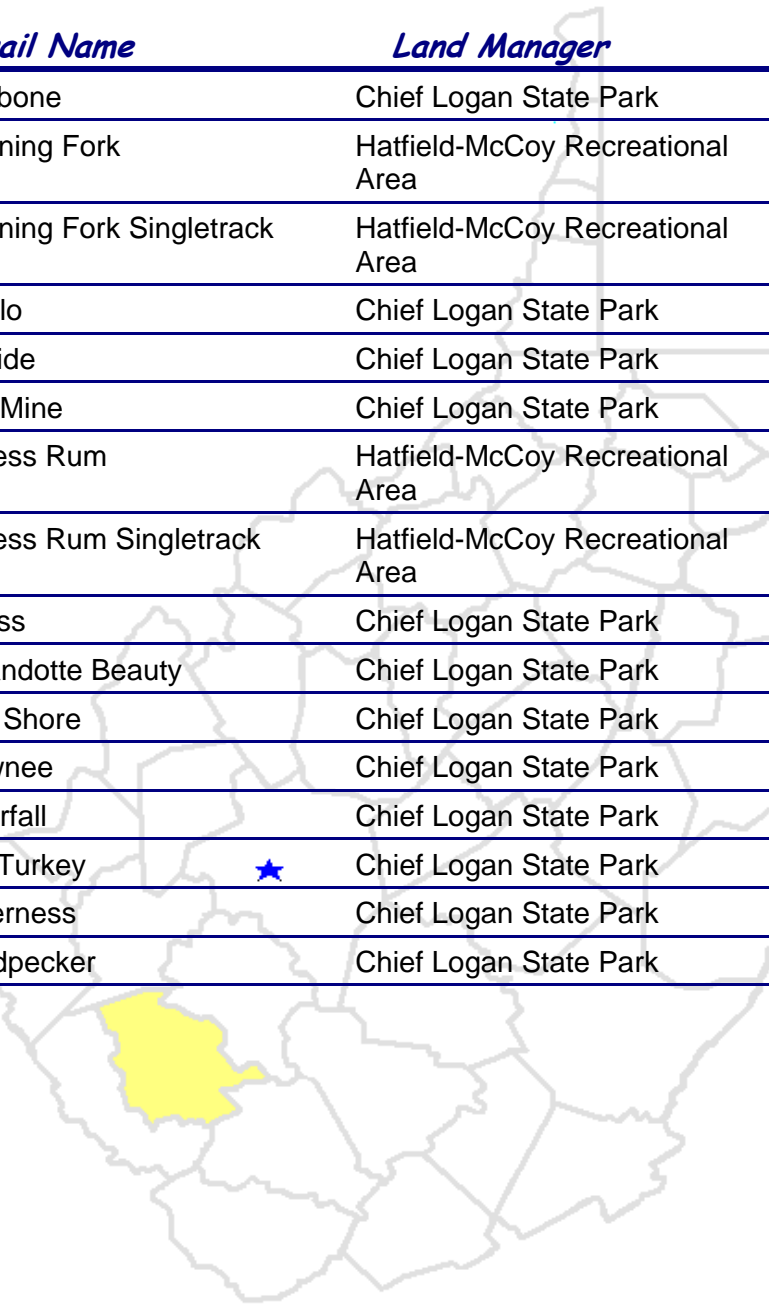 ail Name Land Manager
bone Chief Logan State Park
ning Fork Hatfield-McCoy Recreational
Area
ning Fork Singletrack Hatfield-McCoy Recreational
Area
lo Chief Logan State Park
ide Chief Logan State Park
Mine Chief Logan State Park
ess Rum Hatfield-McCoy Recreational
Area
ess Rum Singletrack Hatfield-McCoy Recreational
Area
ss Chief Logan State Park
ndotte Beauty Chief Logan State Park
Shore Chief Logan State Park
wnee Chief Logan State Park
rfall Chief Logan State Park
Turkey Chief Logan State Park
erness Chief Logan State Park
dpecker Chief Logan State Park